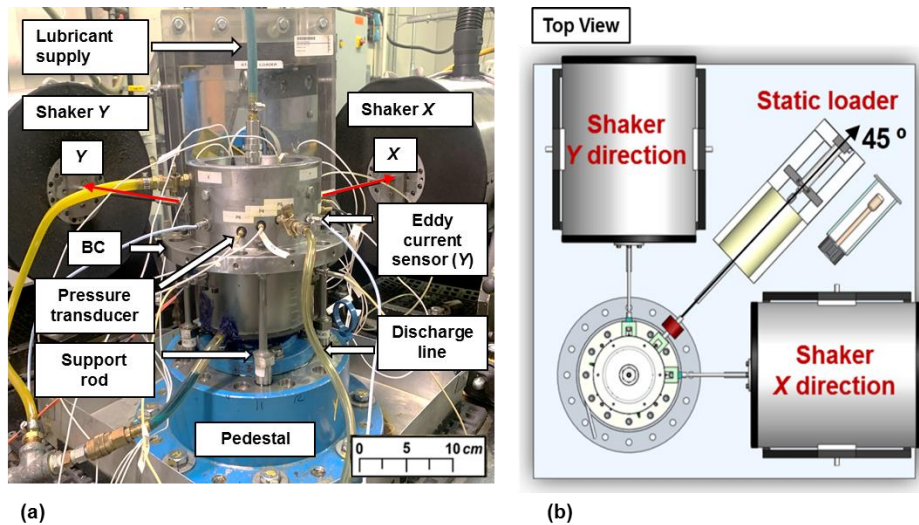 Lubricant
supply
Shaker Y
Shaker X
Y
X
BC
Eddy
current
sensor (Y)
Pressure
transducer
Support
rod
Discharge
line
Pedestal
0 5 10 cm
(a)
Top View
Shaker
Y direction
Static loader
45 º
Shaker
X direction
(b)